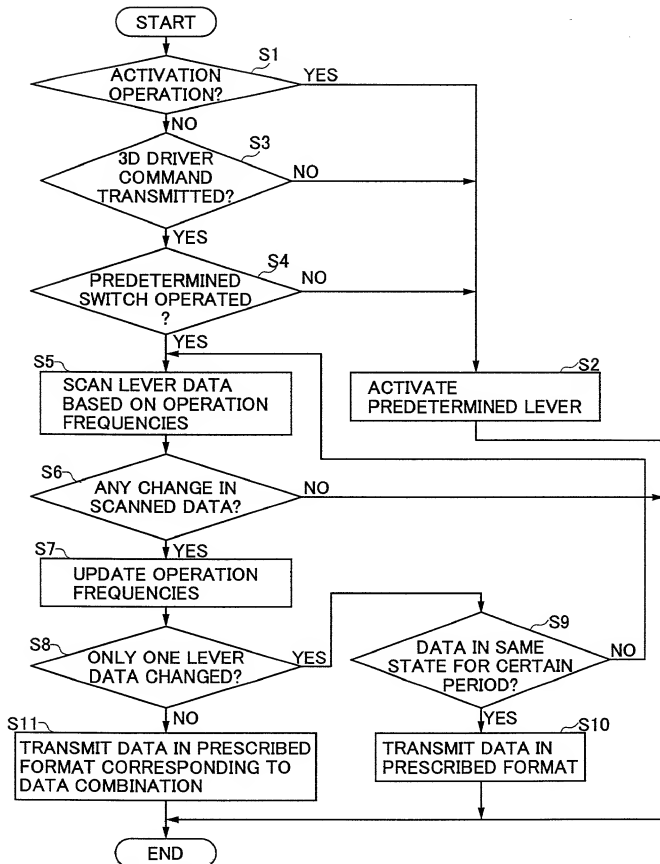 START
S1
ACTIVATION
OPERATION?
YES
NO
S3
3D DRIVER
COMMAND
TRANSMITTED?
NO
YES
S4
PREDETERMINED
SWITCH OPERATED
?
NO
YES
S5
SCAN LEVER DATA
BASED ON OPERATION
FREQUENCIES
S2
ACTIVATE
PREDETERMINED LEVER
S6
ANY CHANGE IN
SCANNED DATA?
NO
YES
S7
UPDATE OPERATION
FREQUENCIES
S8
ONLY ONE LEVER
DATA CHANGED?
YES
NO
S9
DATA IN SAME
STATE FOR CERTAIN
PERIOD?
NO
YES
S11
TRANSMIT DATA IN PRESCRIBED
FORMAT CORRESPONDING TO
DATA COMBINATION
S10
TRANSMIT DATA IN
PRESCRIBED FORMAT
END